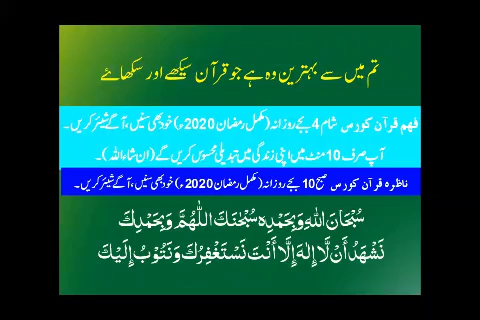 تم میں سے بہترین وہ ہے جو قرآن سیکھے اور سکھائے
فہم قرآن کورس شام 4 بجے روزانہ (مکمل رمضان 2020ء) خود بھی سنیں، آگے شیئر کریں۔
آپ صرف 10 منٹ میں اپنی زندگی میں تبدیلی محسوس کریں گے (ان شاءاللہ)۔
ناظرہ قرآن کورس صبح 10 بجے روزانہ (مکمل رمضان 2020ء) خود بھی سنیں، آگے شیئر کریں۔
سُبْحَانَ اللّٰهِ وَبِحَمْدِهٖ سُبْحٰنَكَ اللّٰهُمَّ وَبِحَمْدِكَ
نَشْهَدُ أَنْ لَّا إِلٰهَ إِلَّا أَنْتَ نَسْتَغْفِرُكَ وَنَتُوْبُ إِلَيْكَ